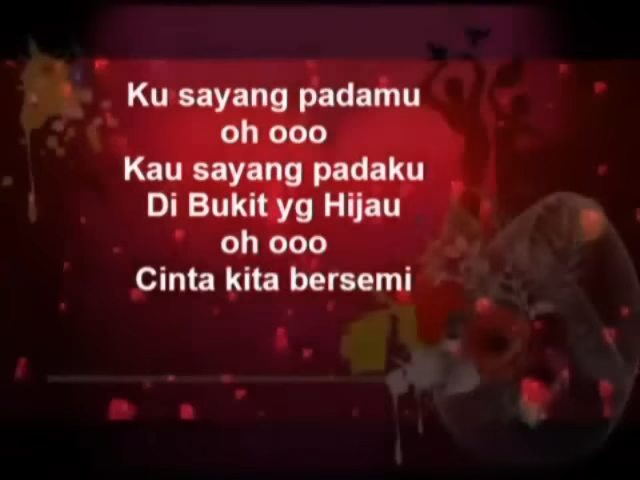 Ku sayang padamu
oh ooo
Kau sayang padaku
Di Bukit yg Hijau
oh ooo
Cinta kita bersemi